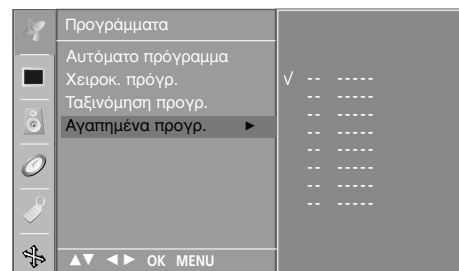 Προγράμματα
Αυτόματο πρόγραμμα
Χειροκ. πρόγρ.
Ταξινόμηση προγρ.
Αγαπημένα προγρ. ►
√ -- -----
-- -----
-- -----
-- -----
-- -----
-- -----
-- -----
-- -----
▲▼ ◄► OK MENU